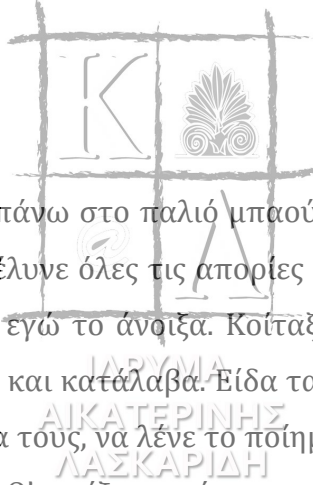 Κ
πάνω στο παλιό μπαού
έλυνε όλες τις απορίες
Λ
εγώ το άνοιξα. Κοίταξ
ΙΔΡΥΜΑ
και κατάλαβα. Είδα τα
ΑΙΚΑΤΕΡΙΝΗΣ
τους, να λένε το ποίημ
ΛΑΣΚΑΡΙΔΗ